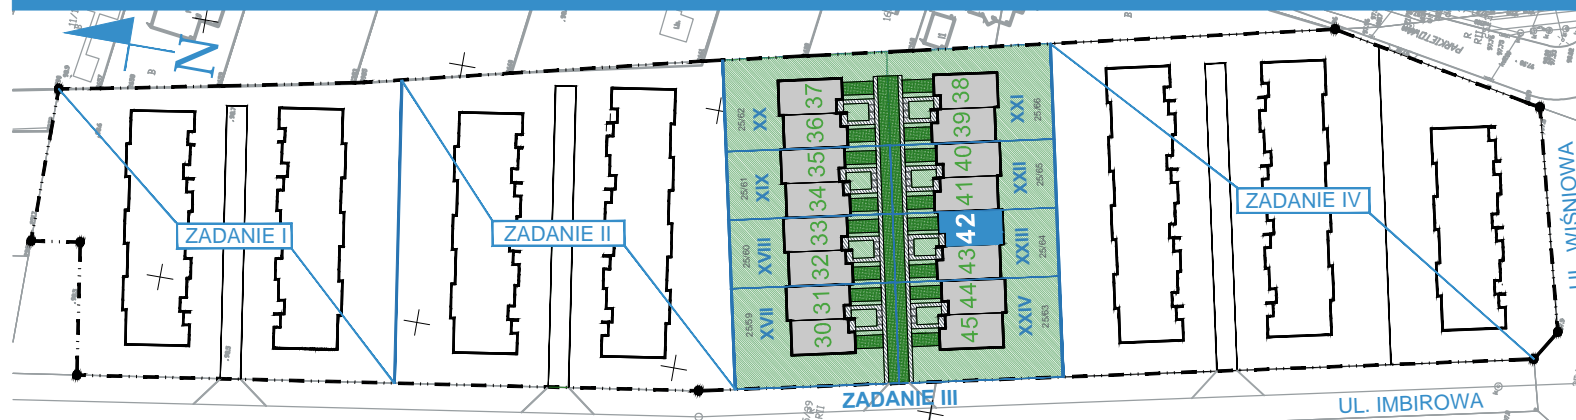 N
B
B
B
PARKIETOWA
37
38
25/62
XX
XXI
25/66
36
39
35
40
25/61
XIX
XXII
25/65
34
41
ZADANIE I
ZADANIE II
ZADANIE IV
33
42
25/60
XVIII
XXIII
25/64
32
43
31
44
25/59
XVII
XXIV
25/63
30
45
ZADANIE III
UL. IMBIROWA
UL. WIŚNIOWA
RII